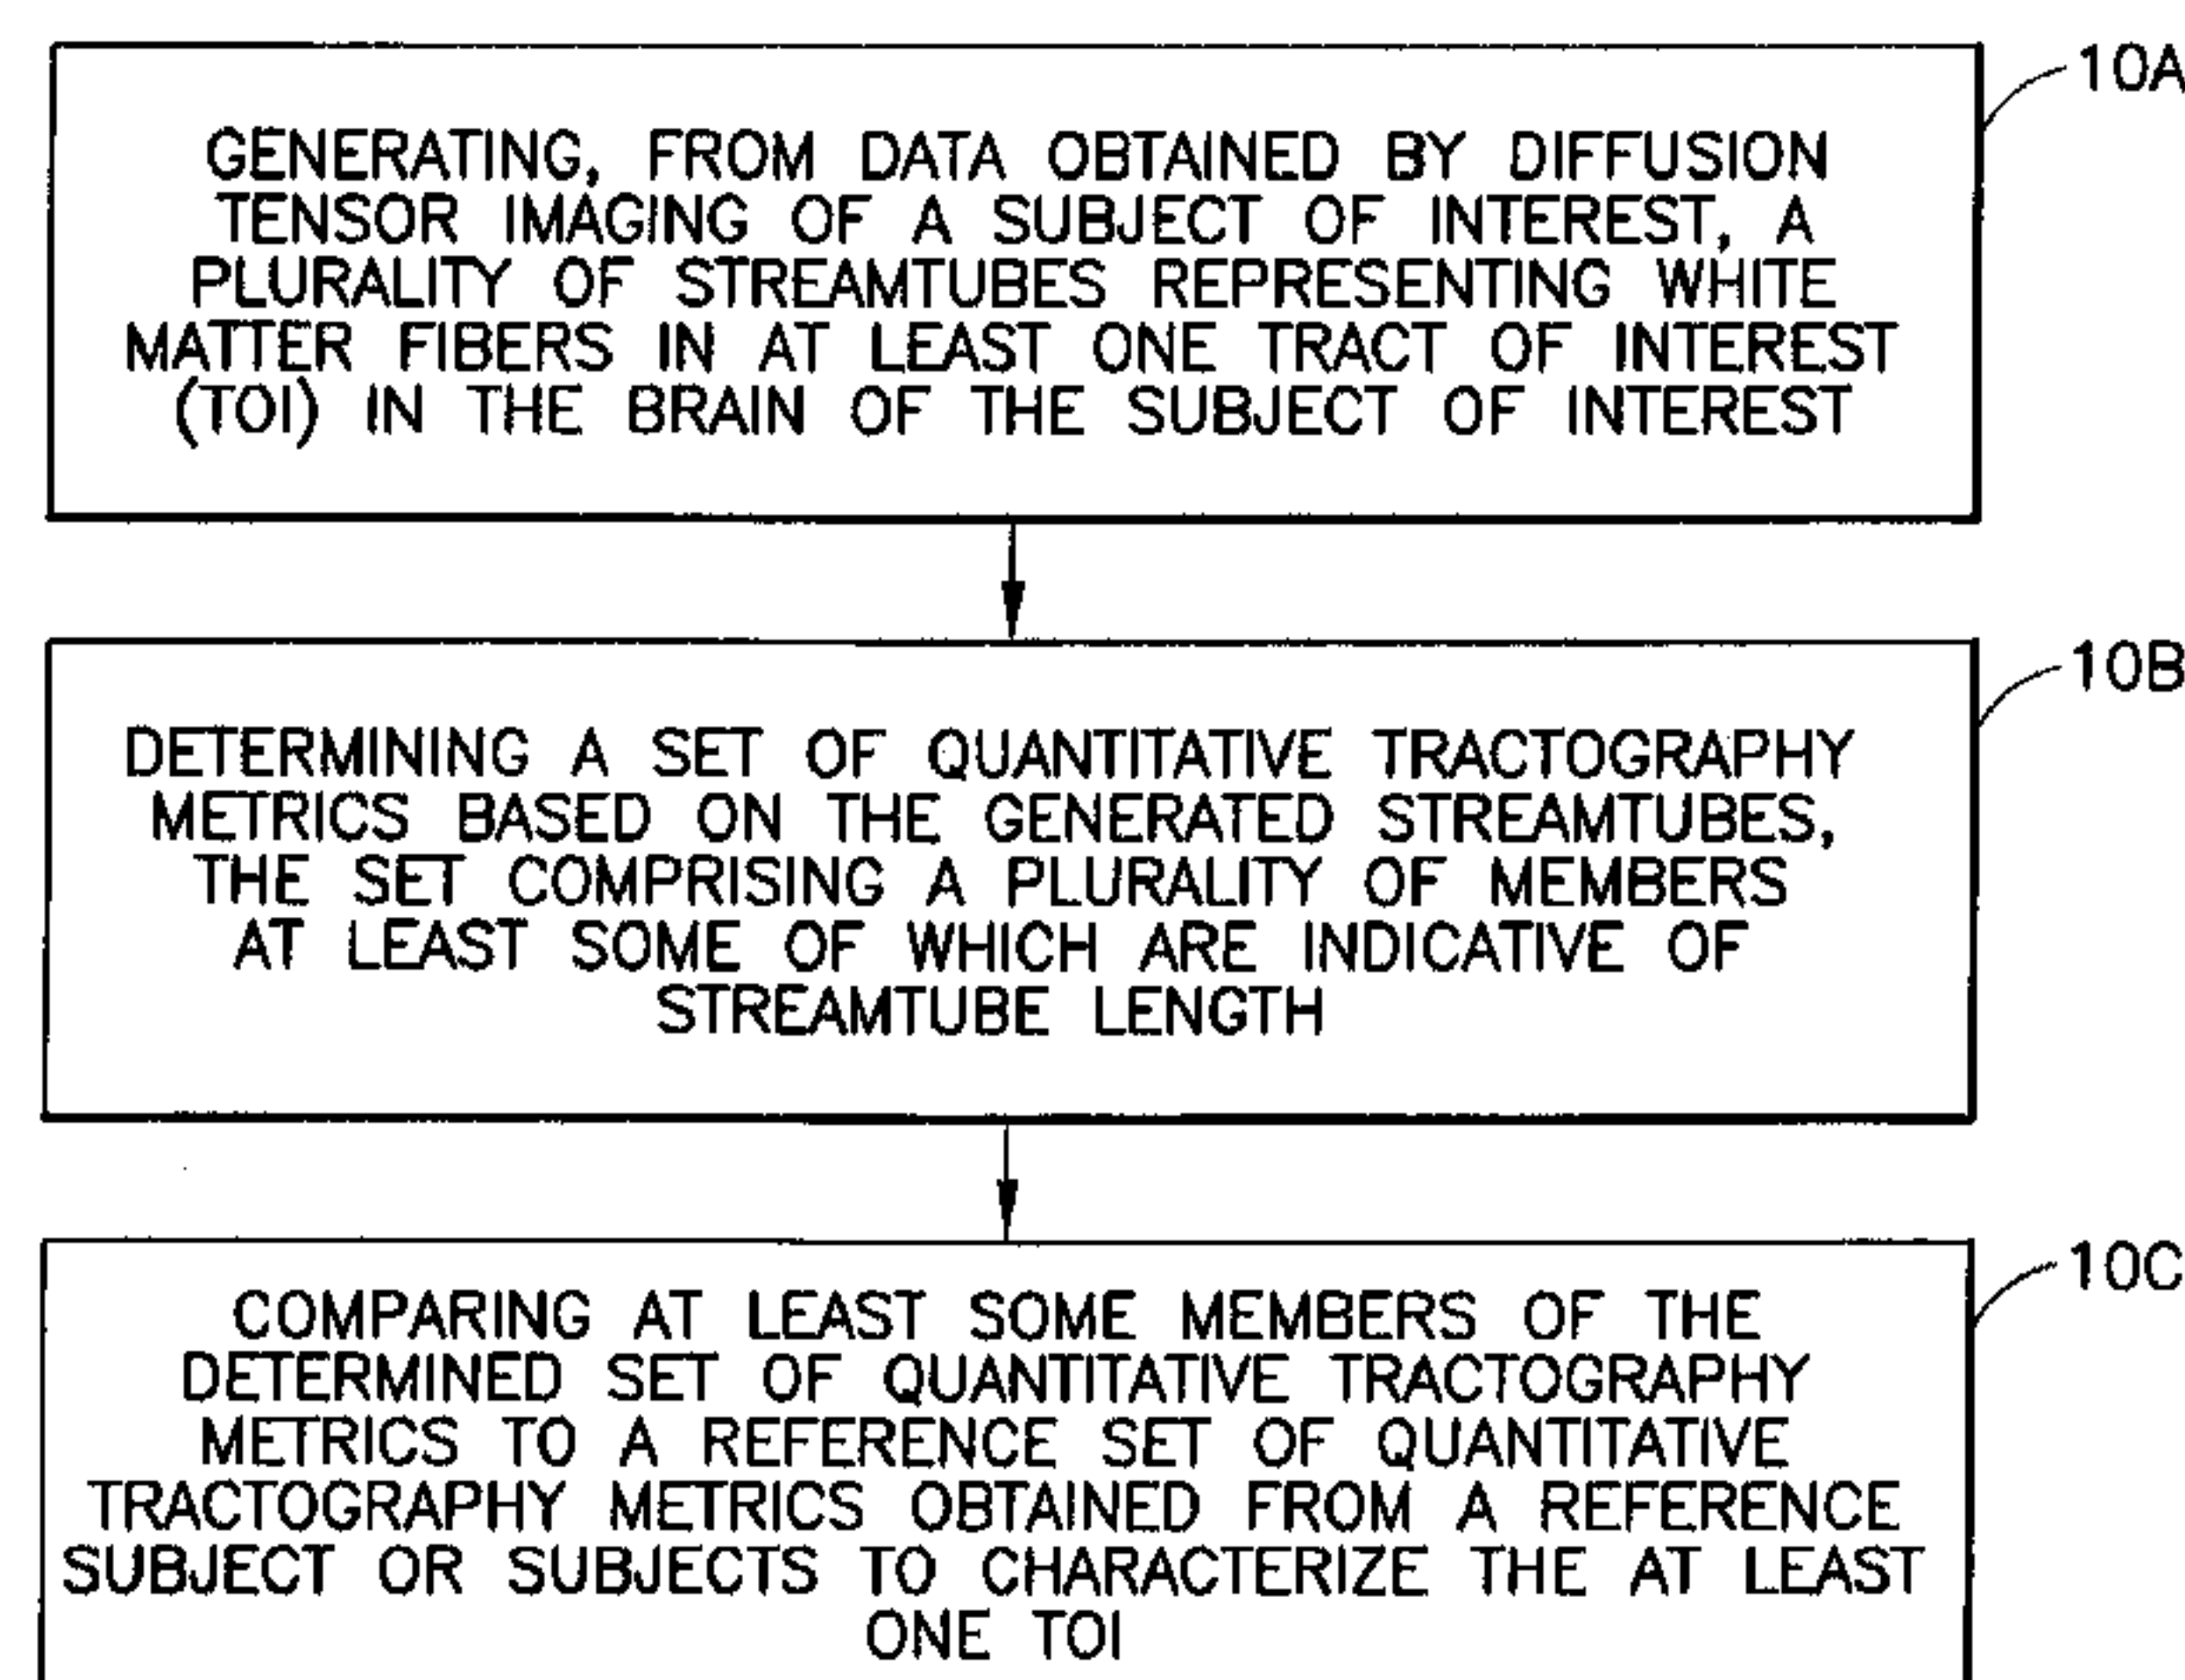 10A
GENERATING, FROM DATA OBTAINED BY DIFFUSION
TENSOR IMAGING OF A SUBJECT OF INTEREST, A
PLURALITY OF STREAMTUBES REPRESENTING WHITE
MATTER FIBERS IN AT LEAST ONE TRACT OF INTEREST
(TOI) IN THE BRAIN OF THE SUBJECT OF INTEREST
10B
DETERMINING A SET OF QUANTITATIVE TRACTOGRAPHY
METRICS BASED ON THE GENERATED STREAMTUBES,
THE SET COMPRISING A PLURALITY OF MEMBERS
AT LEAST SOME OF WHICH ARE INDICATIVE OF
STREAMTUBE LENGTH
10C
COMPARING AT LEAST SOME MEMBERS OF THE
DETERMINED SET OF QUANTITATIVE TRACTOGRAPHY
METRICS TO A REFERENCE SET OF QUANTITATIVE
TRACTOGRAPHY METRICS OBTAINED FROM A REFERENCE
SUBJECT OR SUBJECTS TO CHARACTERIZE THE AT LEAST
ONE TOI